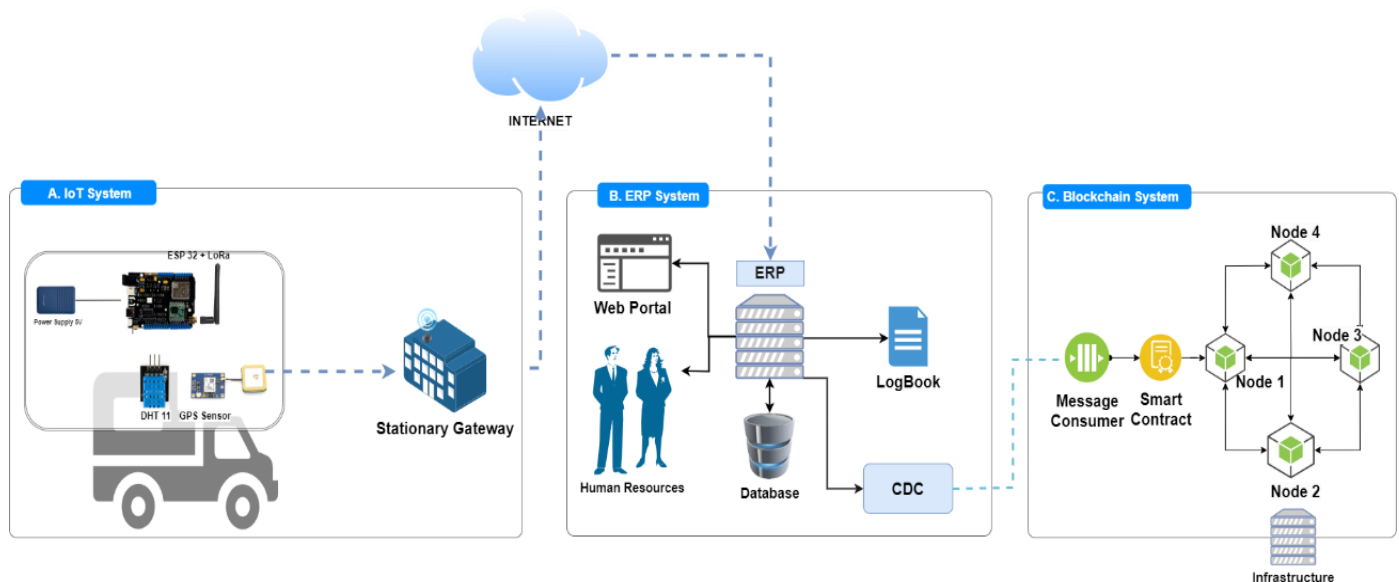 INTERNET
A. IoT System
ESP 32 + LoRa
Power Supply 9V
DHT 11
GPS Sensor
Stationary Gateway
B. ERP System
ERP
Web Portal
LogBook
Human Resources
Database
CDC
C. Blockchain System
Node 4
Node 3
Node 1
Message
Consumer
Smart
Contract
Node 2
Infrastructure